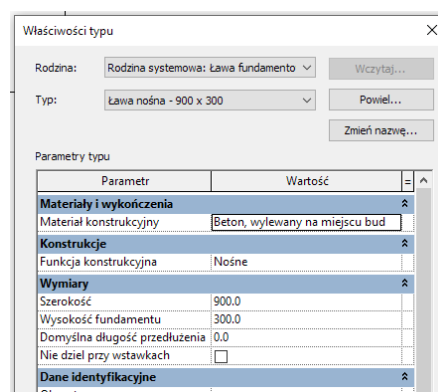 Właściwości typu
Rodzina: Rodzina systemowa: Ława fundamento Wczytaj...
Typ: Ława nośna - 900 x 300 Powiel...
Zmień nazwę...
Parametry typu
Parametr Wartość =
Materiały i wykończenia
Materiał konstrukcyjny Beton, wylewany na miejscu bud
Konstrukcje
Funkcja konstrukcyjna Nośne
Wymiary
Szerokość 900.0
Wysokość fundamentu 300.0
Domyślna długość przedłużenia 0.0
Nie dziel przy wstawkach
Dane identyfikacyjne